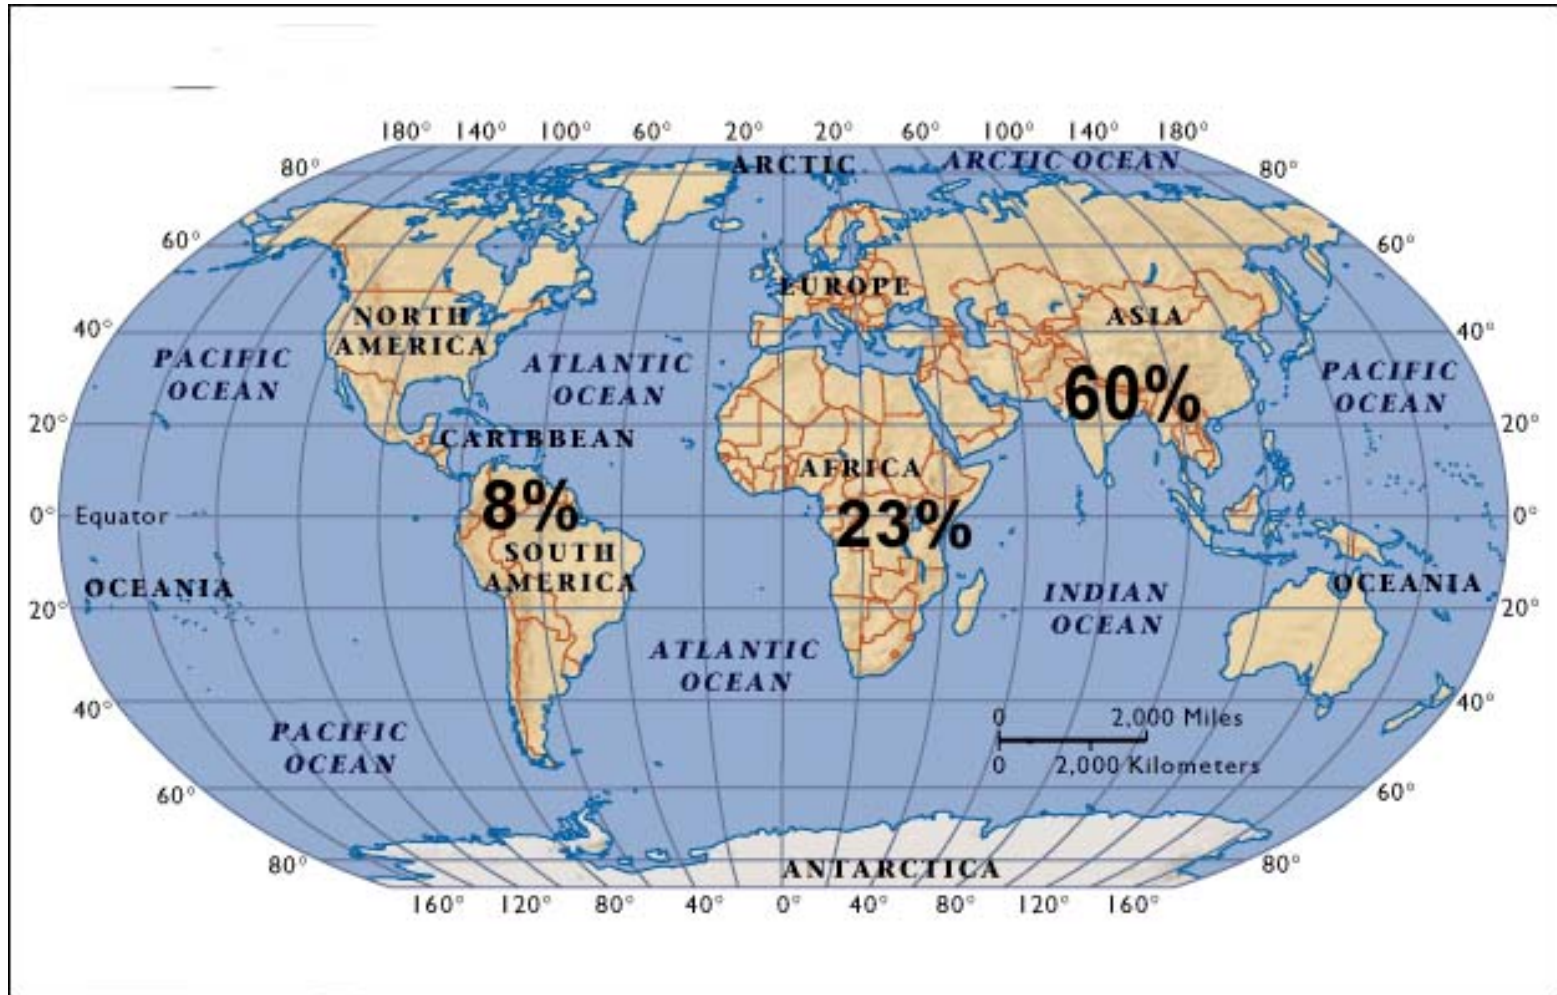 180° 140° 100° 60° 20° 20° 60° 100° 140° 180°
ARCTIC
ARCTIC OCEAN
80°
80°
60°
60°
EUROPE
NORTH
AMERICA
ASIA
40°
40°
PACIFIC
OCEAN
ATLANTIC
OCEAN
60%
PACIFIC
OCEAN
20°
20°
CARIBBEAN
AFRICA
8%
23%
0° Equator
0°
SOUTH
AMERICA
OCEANIA
OCEANIA
INDIAN
OCEAN
20°
20°
ATLANTIC
OCEAN
40°
40°
0 2,000 Miles
0 2,000 Kilometers
PACIFIC
OCEAN
60°
60°
80°
80°
ANTARCTICA
160° 120° 80° 40° 0° 40° 80° 120° 160°